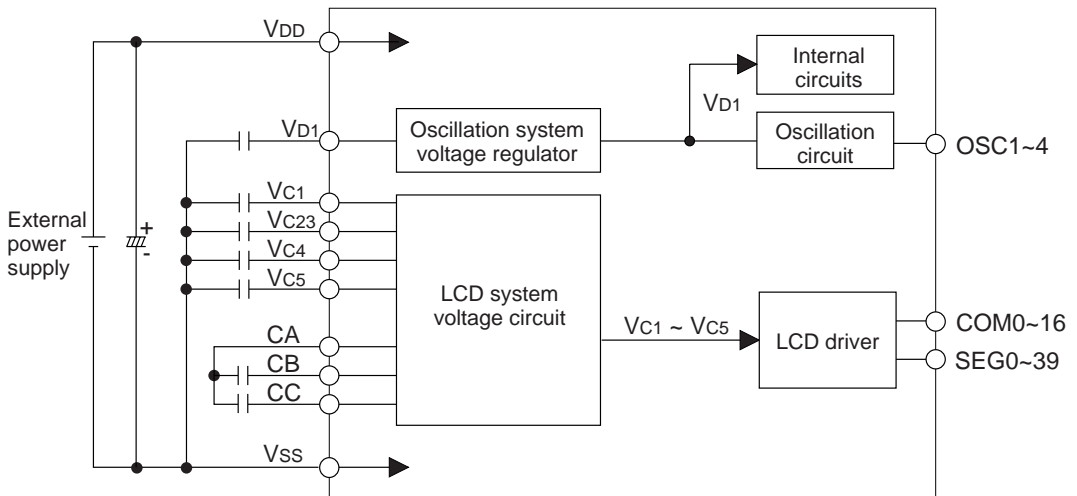 VDD
Internal
circuits
VD1
VD1
Oscillation system
voltage regulator
Oscillation
circuit
OSC1~4
VC1
VC23
VC4
VC5
External
power
supply
+
-
LCD system
voltage circuit
VC1 ~ VC5
LCD driver
COM0~16
SEG0~39
CA
CB
CC
VSS